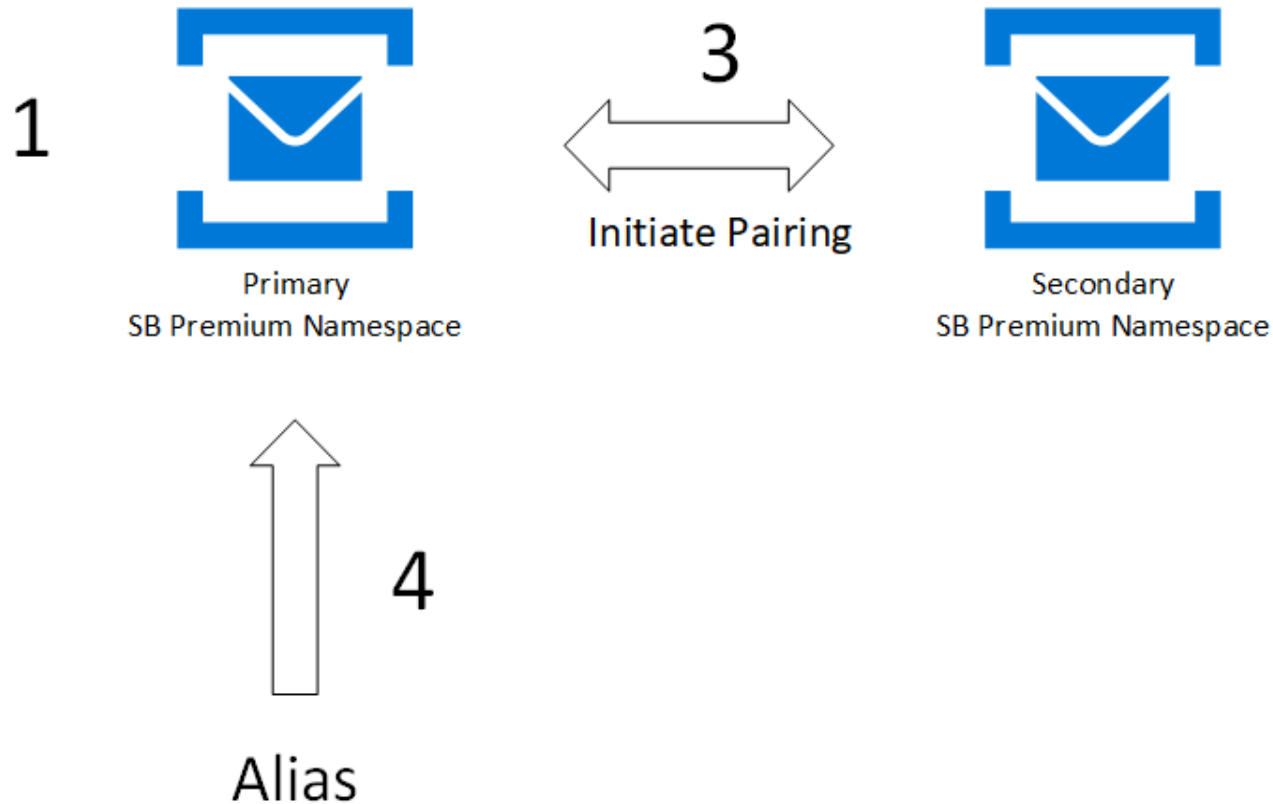 1
3
Initiate Pairing
Primary
SB Premium Namespace
Secondary
SB Premium Namespace
4
Alias